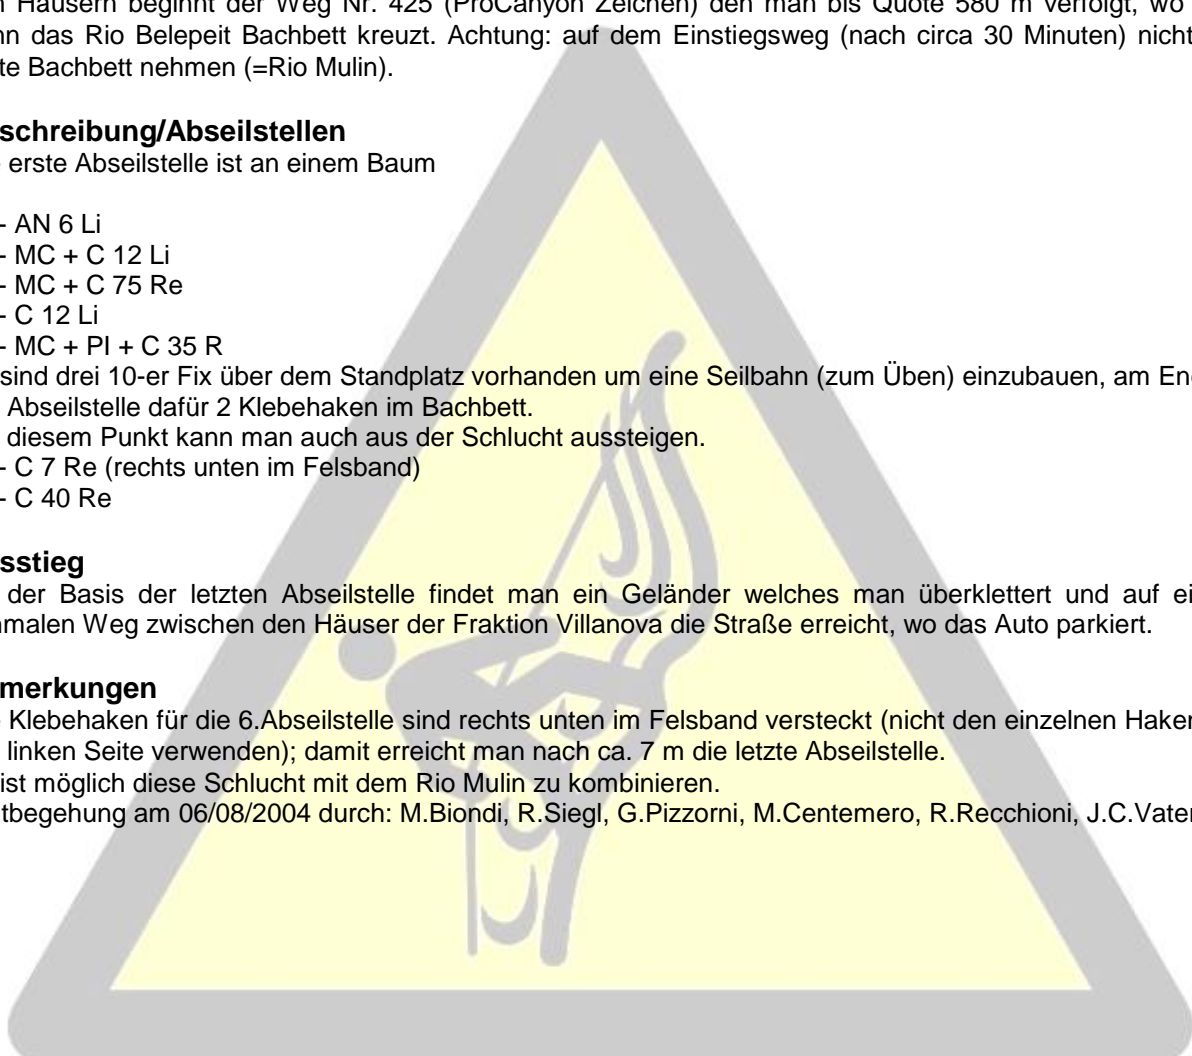 n Häusern beginnt der Weg Nr. 425 (ProCanyon Zeichen) den man bis Quote 580 m verfolgt, wo
nn das Rio Belepeit Bachbett kreuzt. Achtung: auf dem Einstiegsweg (nach circa 30 Minuten) nicht
te Bachbett nehmen (=Rio Mulin).
schreibung/Abseilstellen
erste Abseilstelle ist an einem Baum
- AN 6 Li
- MC + C 12 Li
- MC + C 75 Re
- C 12 Li
- MC + PI + C 35 R
sind drei 10-er Fix über dem Standplatz vorhanden um eine Seilbahn (zum Üben) einzubauen, am En
Abseilstelle dafür 2 Klebehaken im Bachbett.
diesem Punkt kann man auch aus der Schlucht aussteigen.
- C 7 Re (rechts unten im Felsband)
- C 40 Re
sstieg
der Basis der letzten Abseilstelle findet man ein Geländer welches man überklettert und auf ei
hmalen Weg zwischen den Häuser der Fraktion Villanova die Straße erreicht, wo das Auto parkiert.
merkungen
Klebehaken für die 6.Abseilstelle sind rechts unten im Felsband versteckt (nicht den einzelnen Haken
linken Seite verwenden); damit erreicht man nach ca. 7 m die letzte Abseilstelle.
ist möglich diese Schlucht mit dem Rio Mulin zu kombinieren.
tbegehung am 06/08/2004 durch: M.Biondi, R.Siegl, G.Pizzorni, M.Centemero, R.Recchioni, J.C.Vater